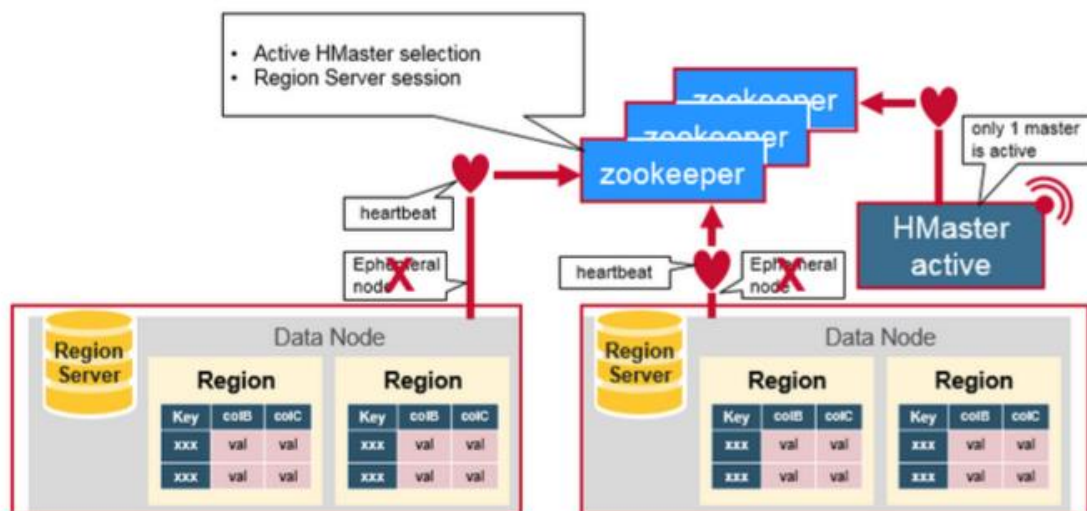 • Active HMaster selection
• Region Server session
zookeeper
zookeeper
zookeeper
only 1 master
is active
HMaster
active
heartbeat
Ephemeral
node
X
heartbeat
Ephemeral
node
X
Region
Server
Data Node
Region
Key colB colC
xxx val val
xxx val val
Region
Key colB colC
xxx val val
xxx val val
Region
Server
Data Node
Region
Key colB colC
xxx val val
xxx val val
Region
Key colB colC
xxx val val
xxx val val